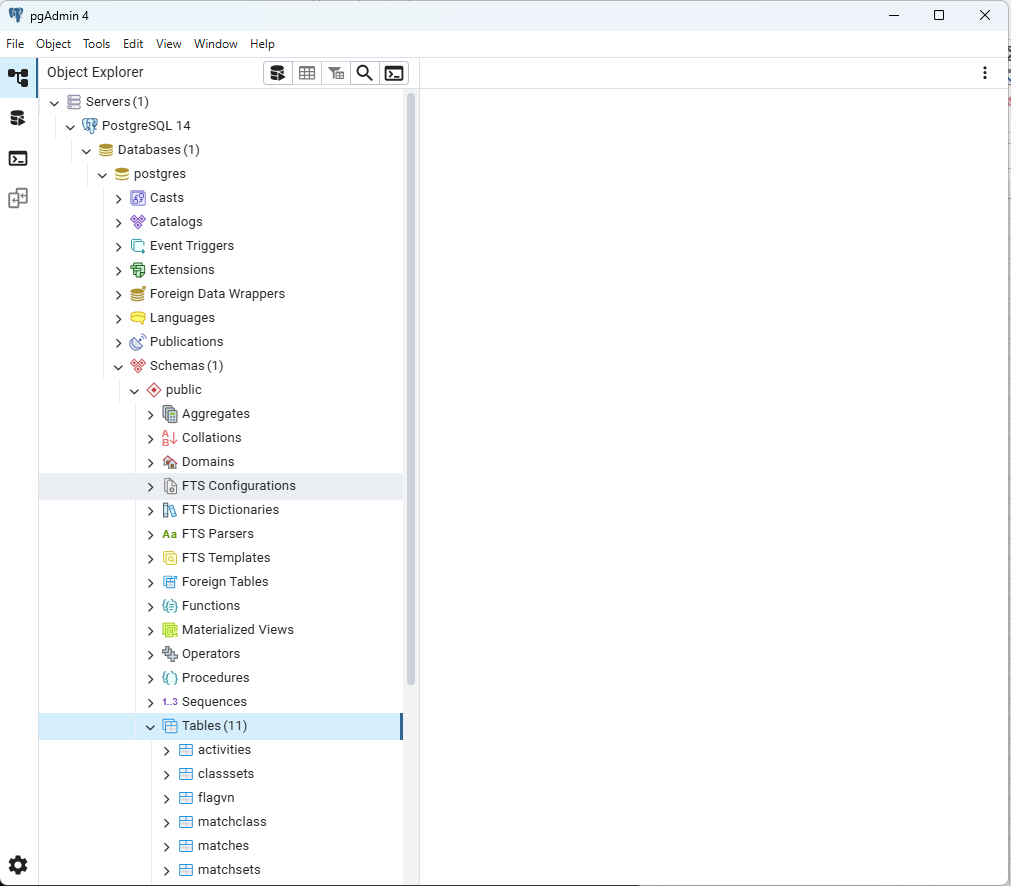 pgAdmin 4
File Object Tools Edit View Window Help
Object Explorer
Servers (1)
PostgreSQL 14
Databases (1)
postgres
Casts
Catalogs
Event Triggers
Extensions
Foreign Data Wrappers
Languages
Publications
Schemas (1)
public
Aggregates
Collations
Domains
FTS Configurations
FTS Dictionaries
Aa FTS Parsers
FTS Templates
Foreign Tables
Functions
Materialized Views
Operators
Procedures
1..3 Sequences
Tables (11)
activities
classsets
flagvn
matchclass
matches
matchsets